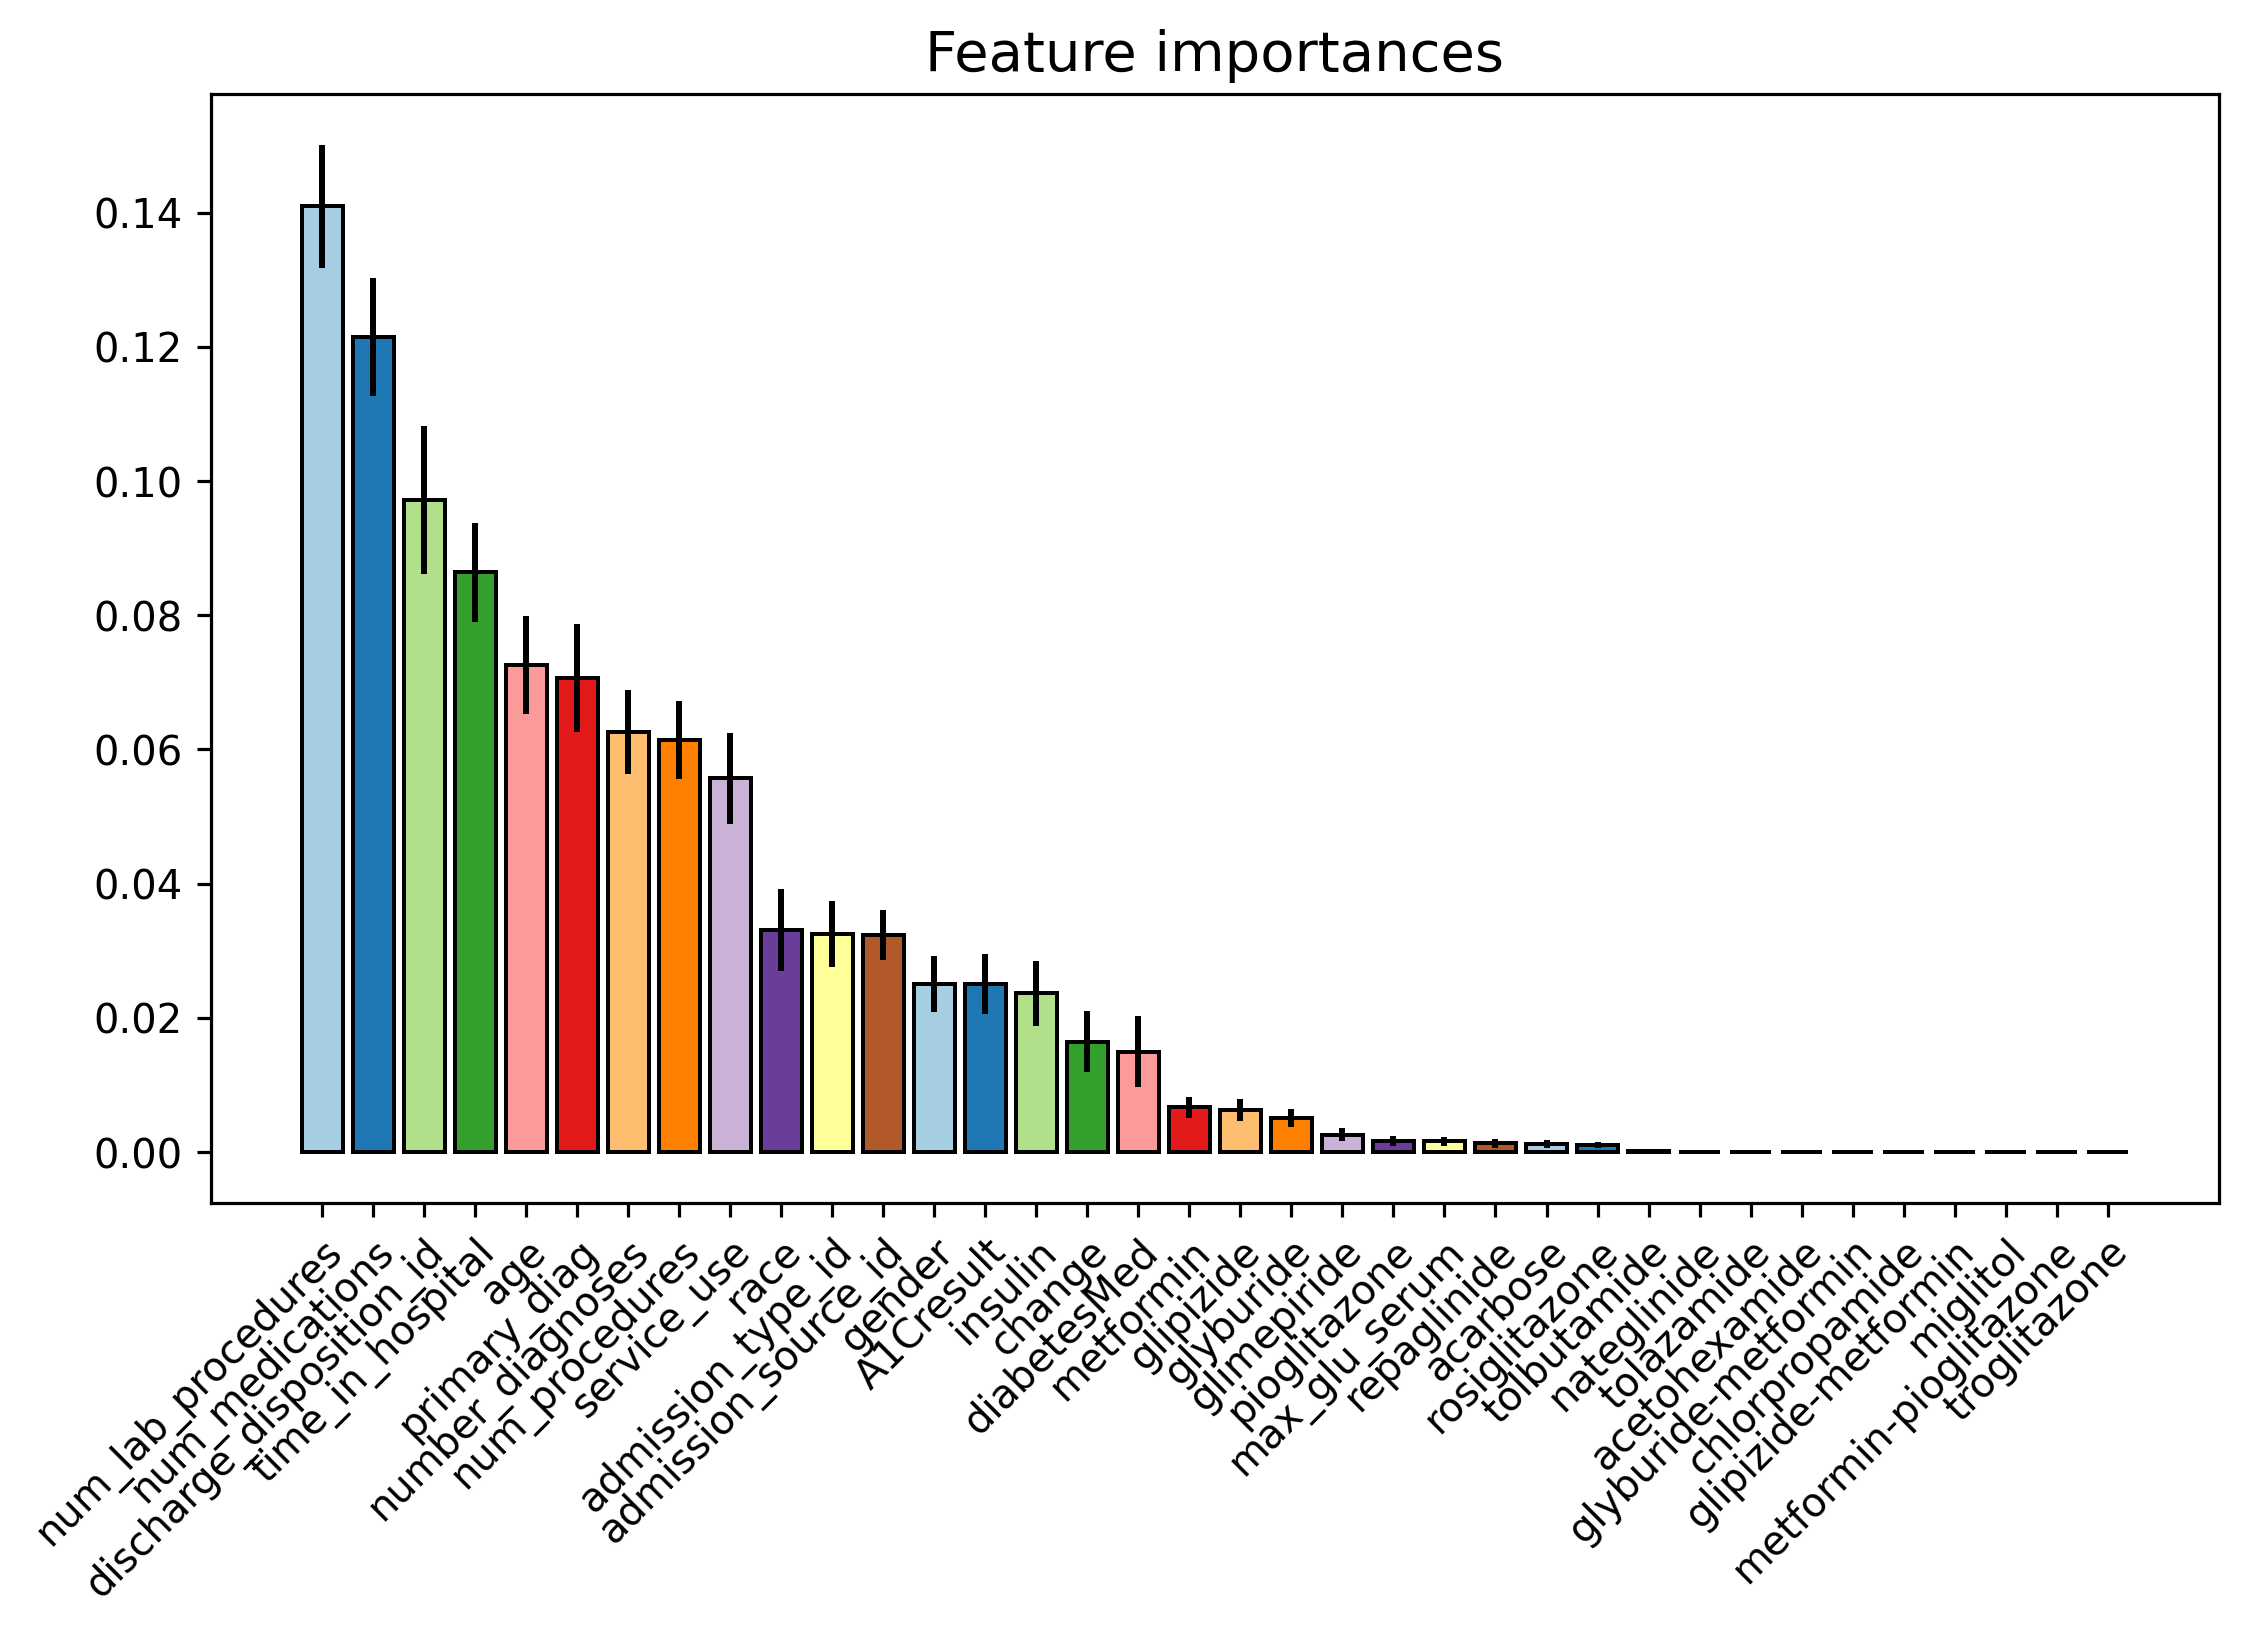 Feature importances
0.14
0.12
0.10
0.08
0.06
0.04
0.02
0.00
num_lab_procedures
num_medications
discharge_disposition_id
time_in_hospital
age
primary_diag
number_diagnoses
num_procedures
service_use
race
admission_type_id
admission_source_id
gender
A1Cresult
insulin
change
diabetesMed
metformin
glipizide
glyburide
glimepiride
pioglitazone
max_glu_serum
repaglinide
acarbose
rosiglitazone
tolbutamide
nateglinide
tolazamide
acetohexamide
glyburide-metformin
chlorpropamide
glipizide-metformin
miglitol
metformin-pioglitazone
troglitazone